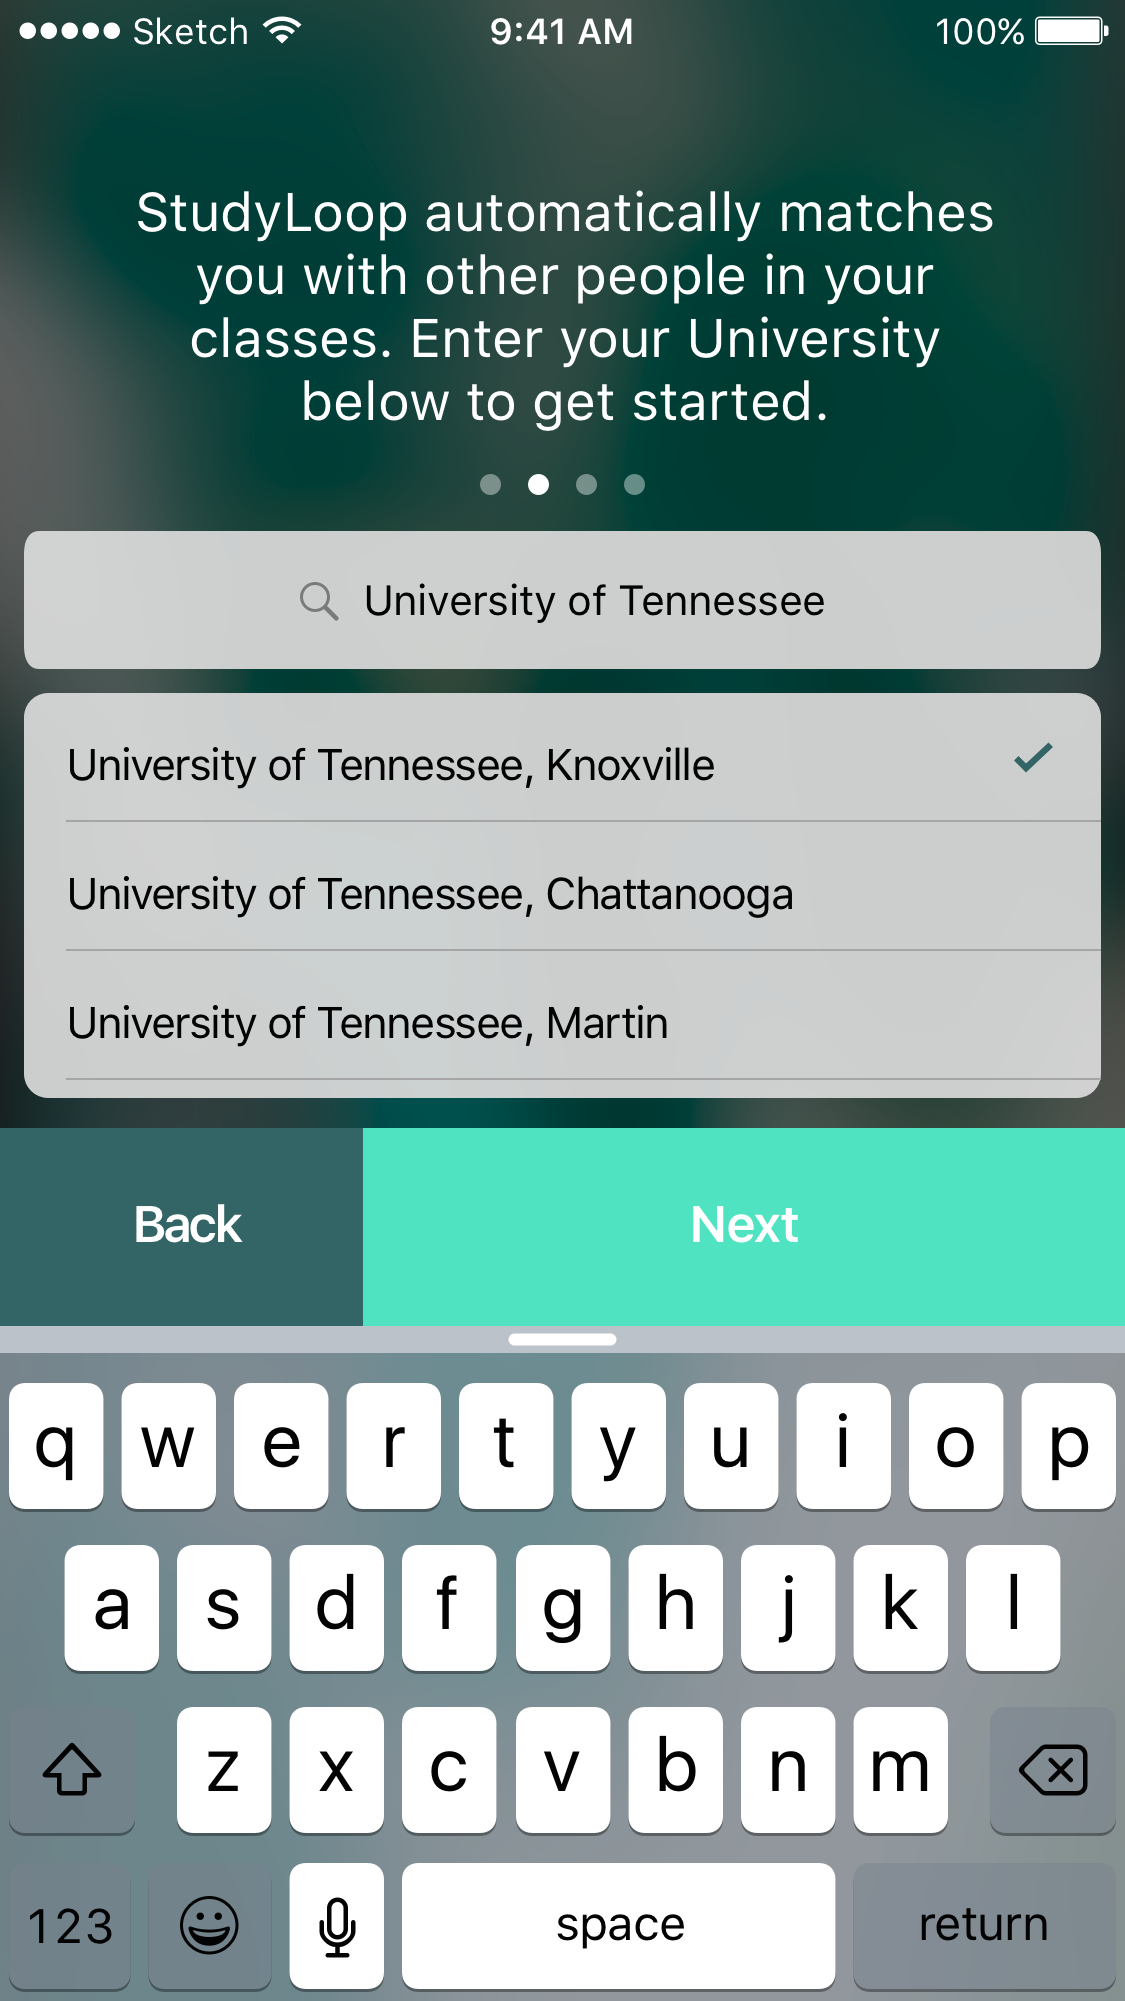 Sketch 9:41 AM 100%
StudyLoop automatically matches
you with other people in your
classes. Enter your University
below to get started.
University of Tennessee
University of Tennessee, Knoxville
University of Tennessee, Chattanooga
University of Tennessee, Martin
Back Next
q w e r t y u i o p
a s d f g h j k l
z x c v b n m
123 space return